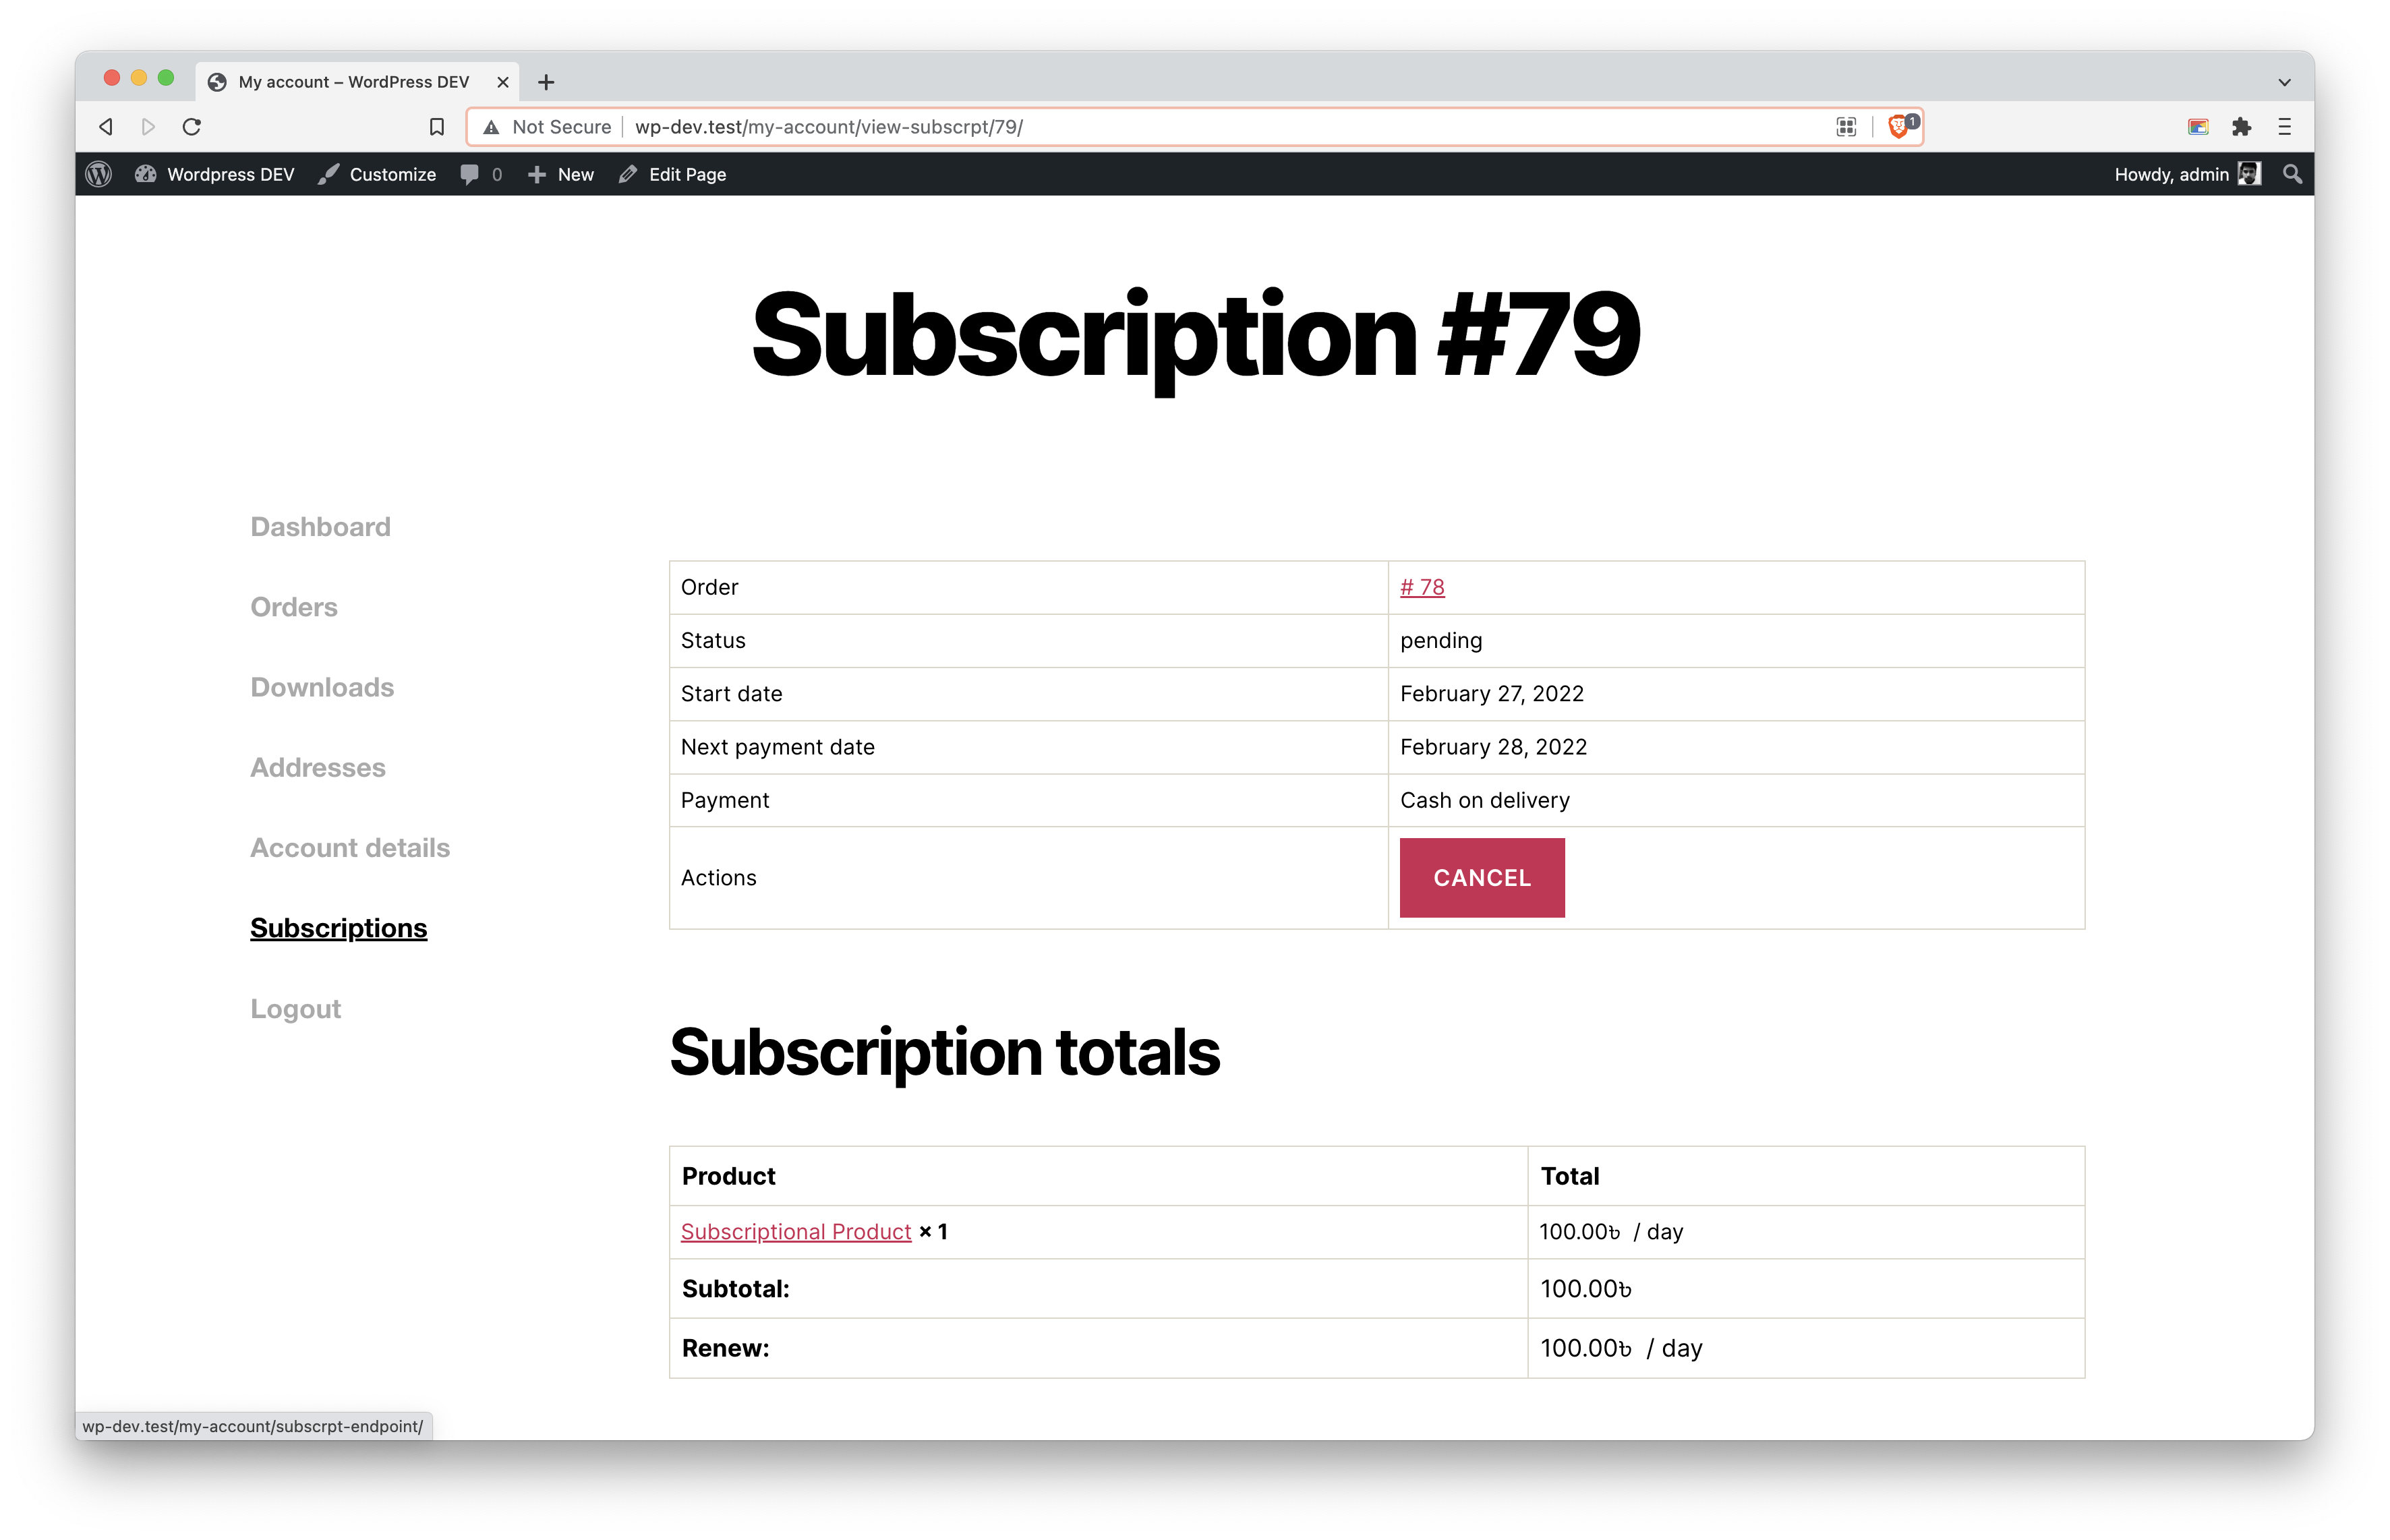 My account – WordPress DEV
Not Secure wp-dev.test/my-account/view-subscrpt/79/ 1
Wordpress DEV Customize 0 New Edit Page Howdy, admin
Subscription #79
Dashboard
Orders
Downloads
Addresses
Account details
Subscriptions
Logout
Order # 78
Status pending
Start date February 27, 2022
Next payment date February 28, 2022
Payment Cash on delivery
Actions CANCEL
Subscription totals
Product Total
Subscriptional Product × 1 100.00৳ / day
Subtotal: 100.00৳
Renew: 100.00৳ / day
wp-dev.test/my-account/subscrpt-endpoint/